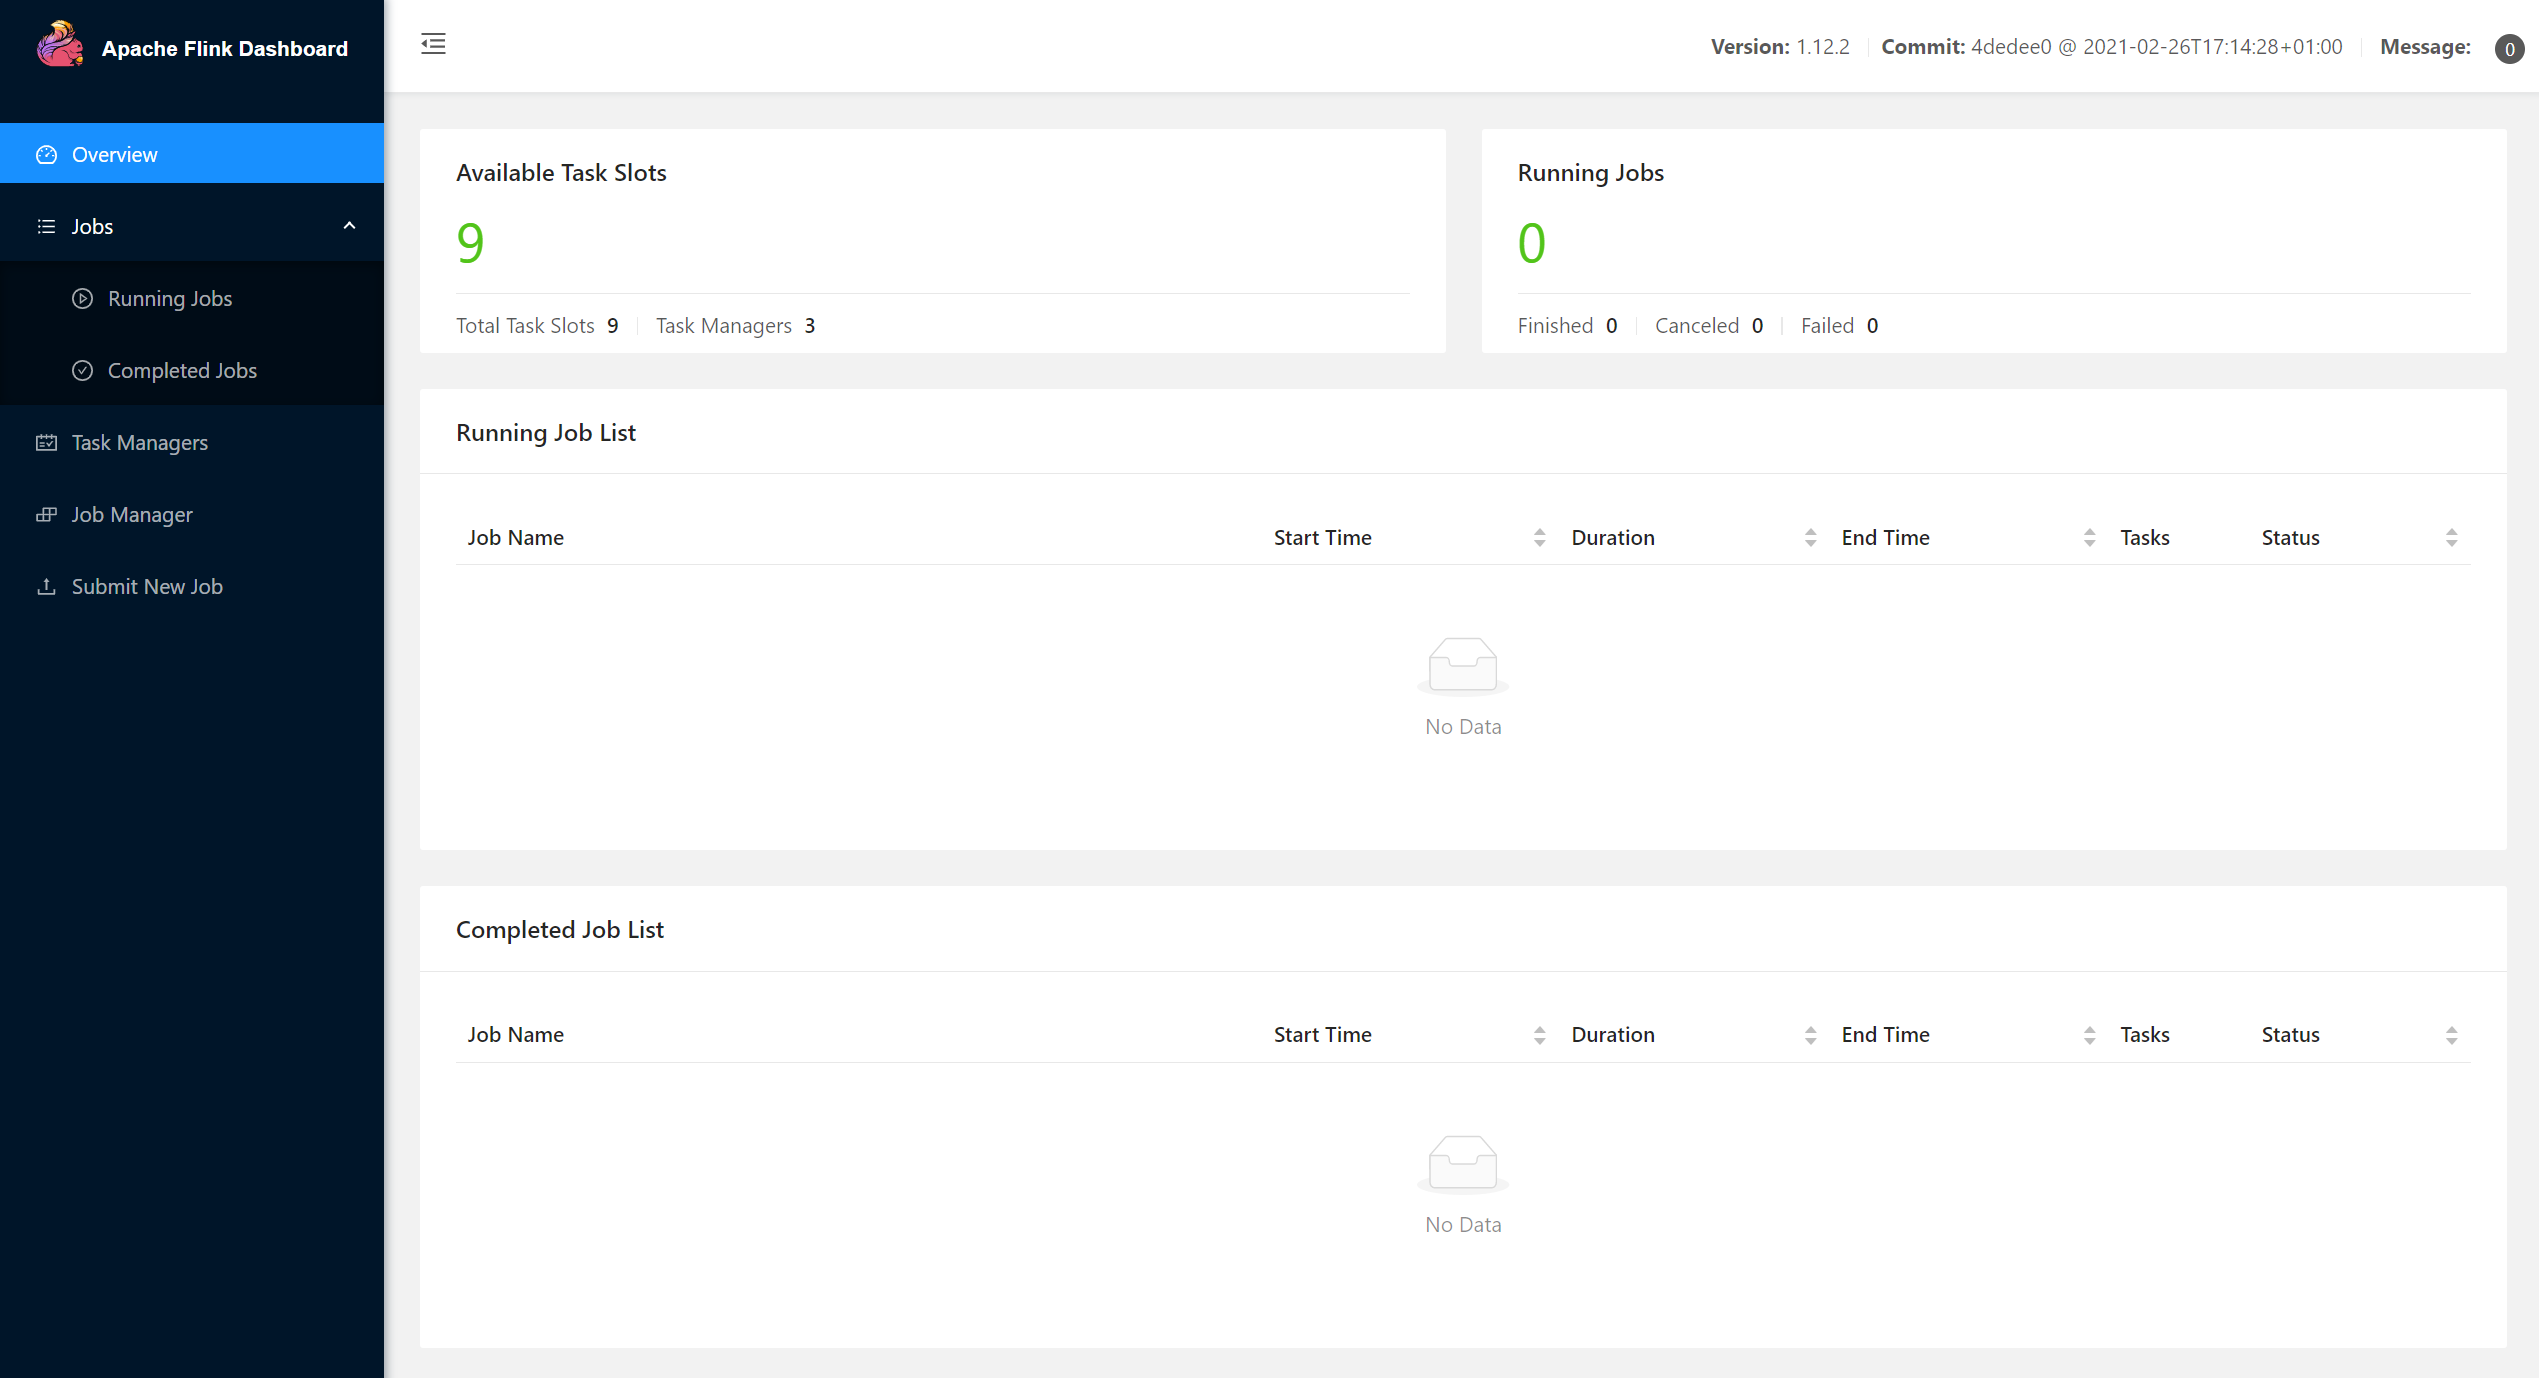 Apache Flink Dashboard
Version: 1.12.2 Commit: 4dedee0 @ 2021-02-26T17:14:28+01:00 Message: 0
Overview
Jobs
Running Jobs
Completed Jobs
Task Managers
Job Manager
Submit New Job
Available Task Slots
9
Total Task Slots 9 Task Managers 3
Running Jobs
0
Finished 0 Canceled 0 Failed 0
Running Job List
Job Name Start Time Duration End Time Tasks Status
No Data
Completed Job List
Job Name Start Time Duration End Time Tasks Status
No Data